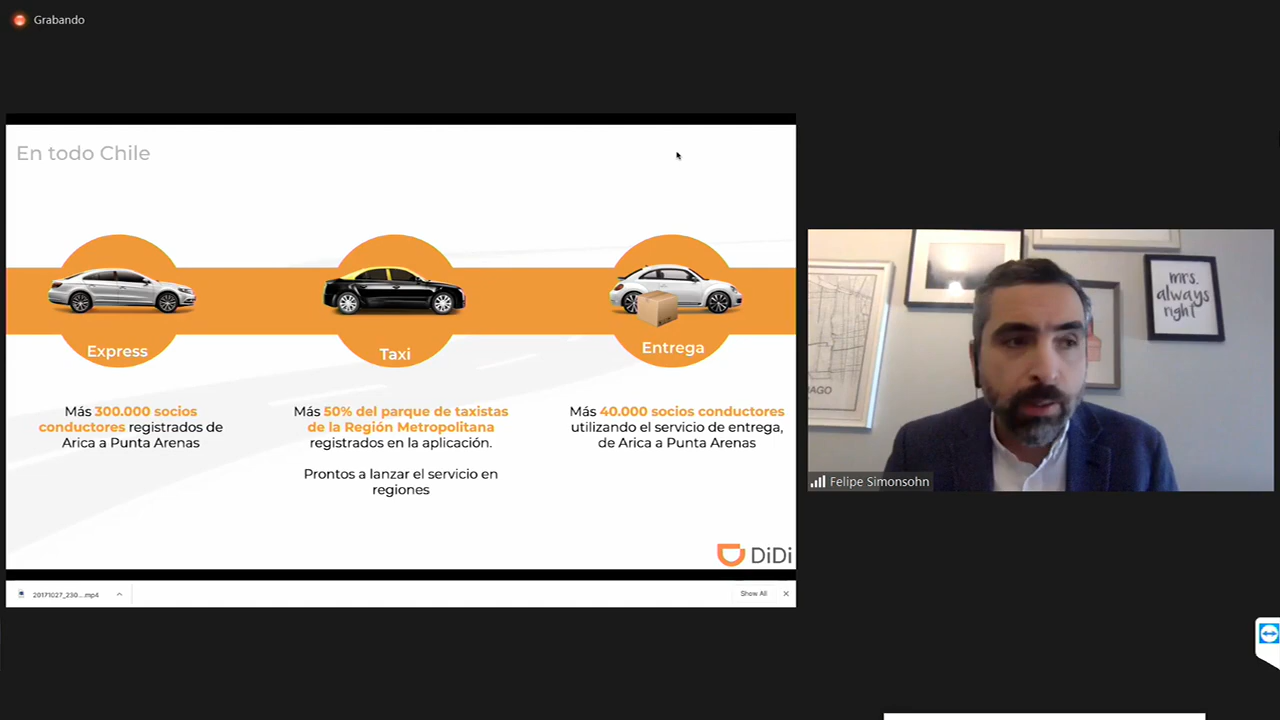 Grabando
En todo Chile
Express
Taxi
Entrega
Más 300.000 socios
conductores registrados de
Arica a Punta Arenas
Más 50% del parque de taxistas
de la Región Metropolitana
registrados en la aplicación.
Prontos a lanzar el servicio en
regiones
Más 40.000 socios conductores
utilizando el servicio de entrega,
de Arica a Punta Arenas
DiDi
20171027_230....mp4
Show All
mrs.
always
right
AGO
Felipe Simonsohn